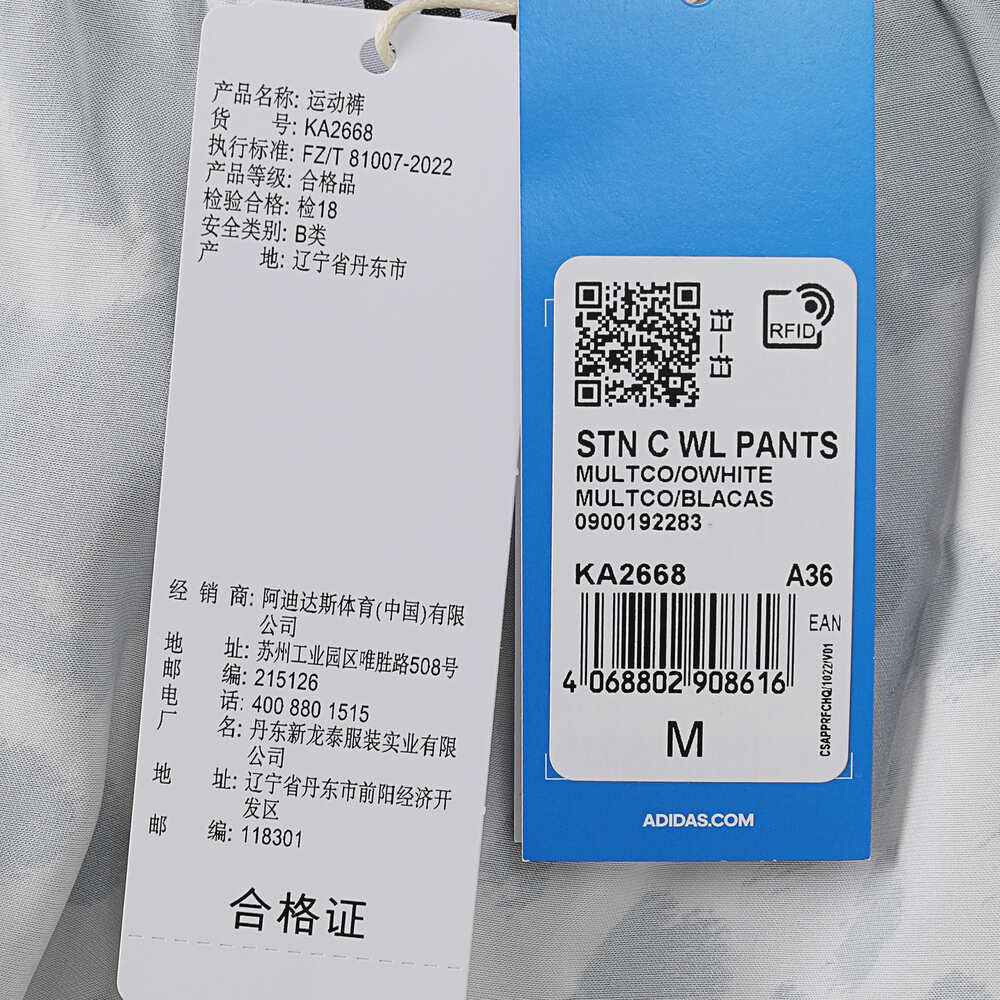 产品名称: 运动裤
货 号: KA2668
执行标准: FZ/T 81007-2022
产品等级: 合格品
检验合格: 检18
安全类别: B类
产 地: 辽宁省丹东市
经 销 商: 阿迪达斯体育(中国)有限
公司
地 址: 苏州工业园区唯胜路508号
邮 编: 215126
电 话: 400 880 1515
厂 名: 丹东新龙泰服装实业有限
公司
地 址: 辽宁省丹东市前阳经济开
发区
邮 编: 118301
合格证
RFID
STN C WL PANTS
MULTCO/OWHITE
MULTCO/BLACAS
0900192283
KA2668 A36
EAN
4 068802 908616
CSAPPRFCHQ/1022/V01
M
ADIDAS.COM